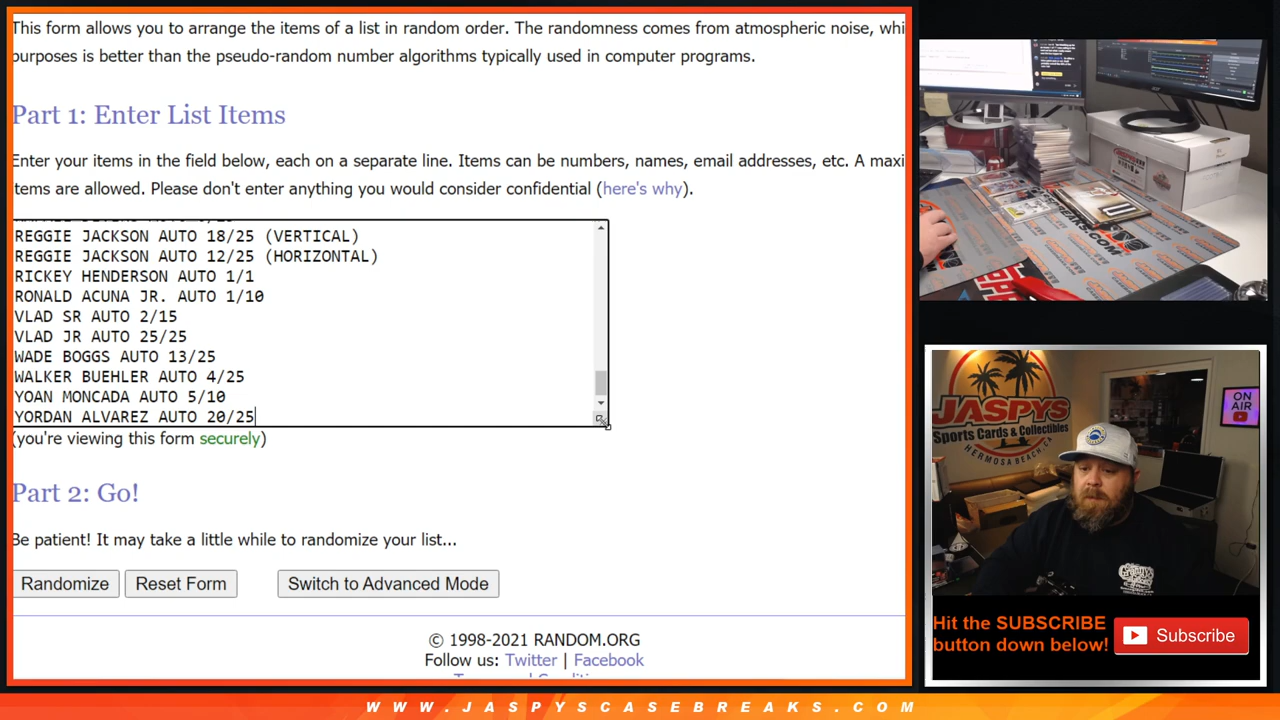 This form allows you to arrange the items of a list in random order. The randomness comes from atmospheric noise, whi
purposes is better than the pseudo-random number algorithms typically used in computer programs.
Part 1: Enter List Items
Enter your items in the field below, each on a separate line. Items can be numbers, names, email addresses, etc. A maxi
items are allowed. Please don't enter anything you would consider confidential (here's why).
REGGIE JACKSON AUTO 18/25 (VERTICAL)
REGGIE JACKSON AUTO 12/25 (HORIZONTAL)
RICKEY HENDERSON AUTO 1/1
RONALD ACUNA JR. AUTO 1/10
VLAD SR AUTO 2/15
VLAD JR AUTO 25/25
WADE BOGGS AUTO 13/25
WALKER BUEHLER AUTO 4/25
YOAN MONCADA AUTO 5/10
YORDAN ALVAREZ AUTO 20/25
(you're viewing this form securely)
Part 2: Go!
Be patient! It may take a little while to randomize your list...
Randomize
Reset Form
Switch to Advanced Mode
© 1998-2021 RANDOM.ORG
Follow us: Twitter | Facebook
JASPYS
Sports Cards & Collectibles
HERMOSA BEACH, CA
ON
AIR
Hit the SUBSCRIBE
button down below!
Subscribe
WWW.JASPYSCASEBREAKS.COM